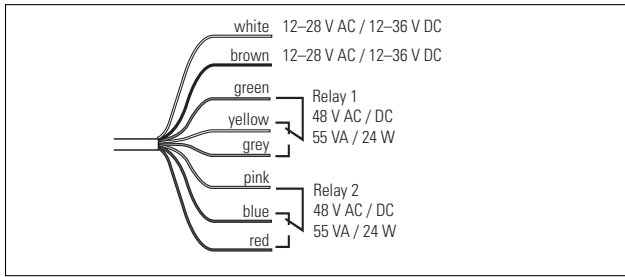 white 12–28 V AC / 12–36 V DC
brown 12–28 V AC / 12–36 V DC
green
Relay 1
yellow 48 V AC / DC
55 VA / 24 W
grey
pink
Relay 2
blue 48 V AC / DC
55 VA / 24 W
red